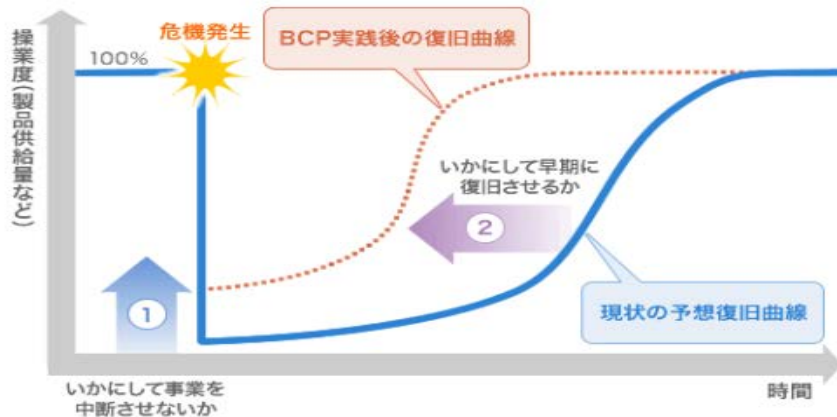 危機発生
BCP実践後の復旧曲線
100%
操業度(製品供給量など)
いかにして早期に
復旧させるか
2
1
現状の予想復旧曲線
いかにして事業を
中断させないか
時間